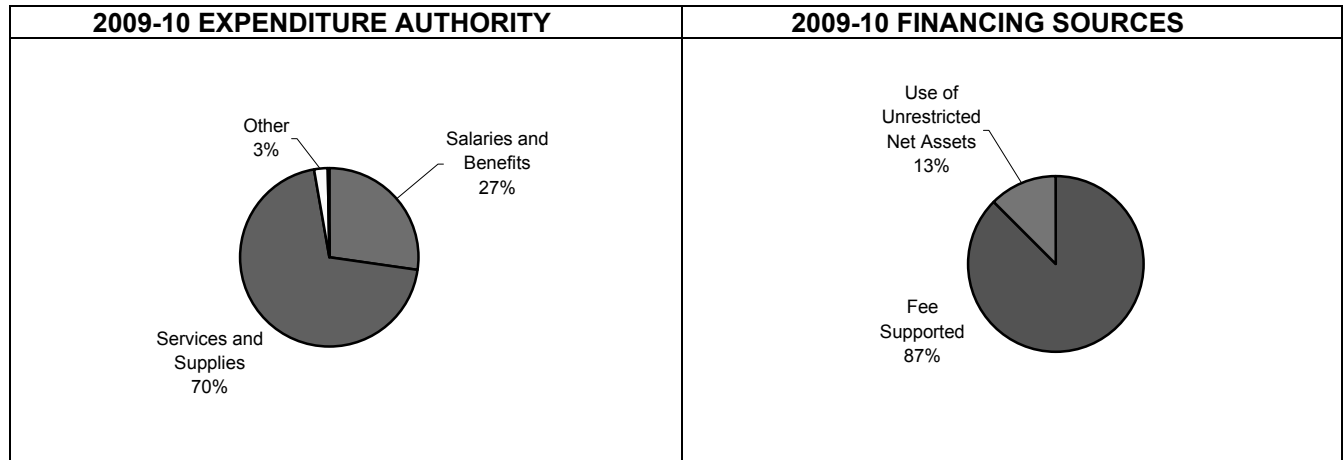 2009-10 EXPENDITURE AUTHORITY
Other
3%
Salaries and
Benefits
27%
Services and
Supplies
70%
2009-10 FINANCING SOURCES
Use of
Unrestricted
Net Assets
13%
Fee
Supported
87%